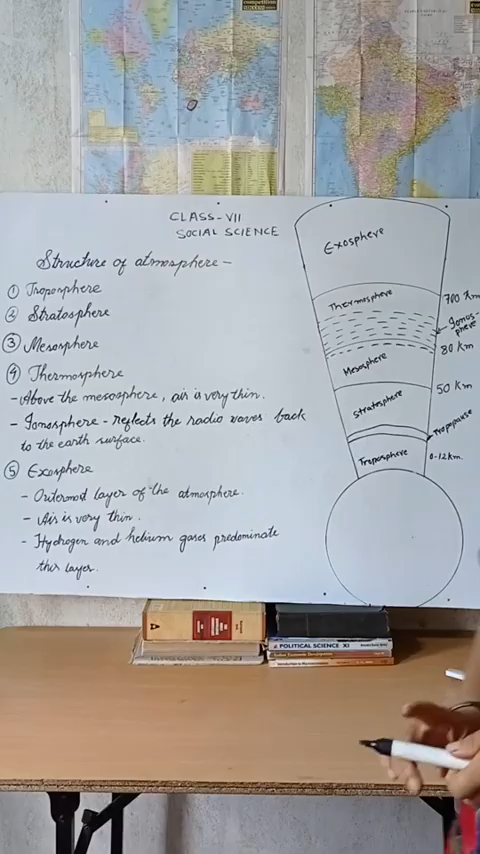 CLASS-VII
SOCIAL SCIENCE
Structure of atmosphere -
① Troposphere
② Stratosphere
③ Mesosphere
④ Thermosphere
- Above the mesosphere, air is very thin.
- Ionosphere - reflects the radio waves back
to the earth surface.
⑤ Exosphere
- Outermost layer of the atmosphere.
- Air is very thin.
- Hydrogen and helium gases predominate
this layer.
Exosphere
Thermosphere
700 Km
Ionos-
phere
80 Km
Mesosphere
50 Km
Stratosphere
Tropopause
Troposphere
0-12km.
POLITICAL SCIENCE XI